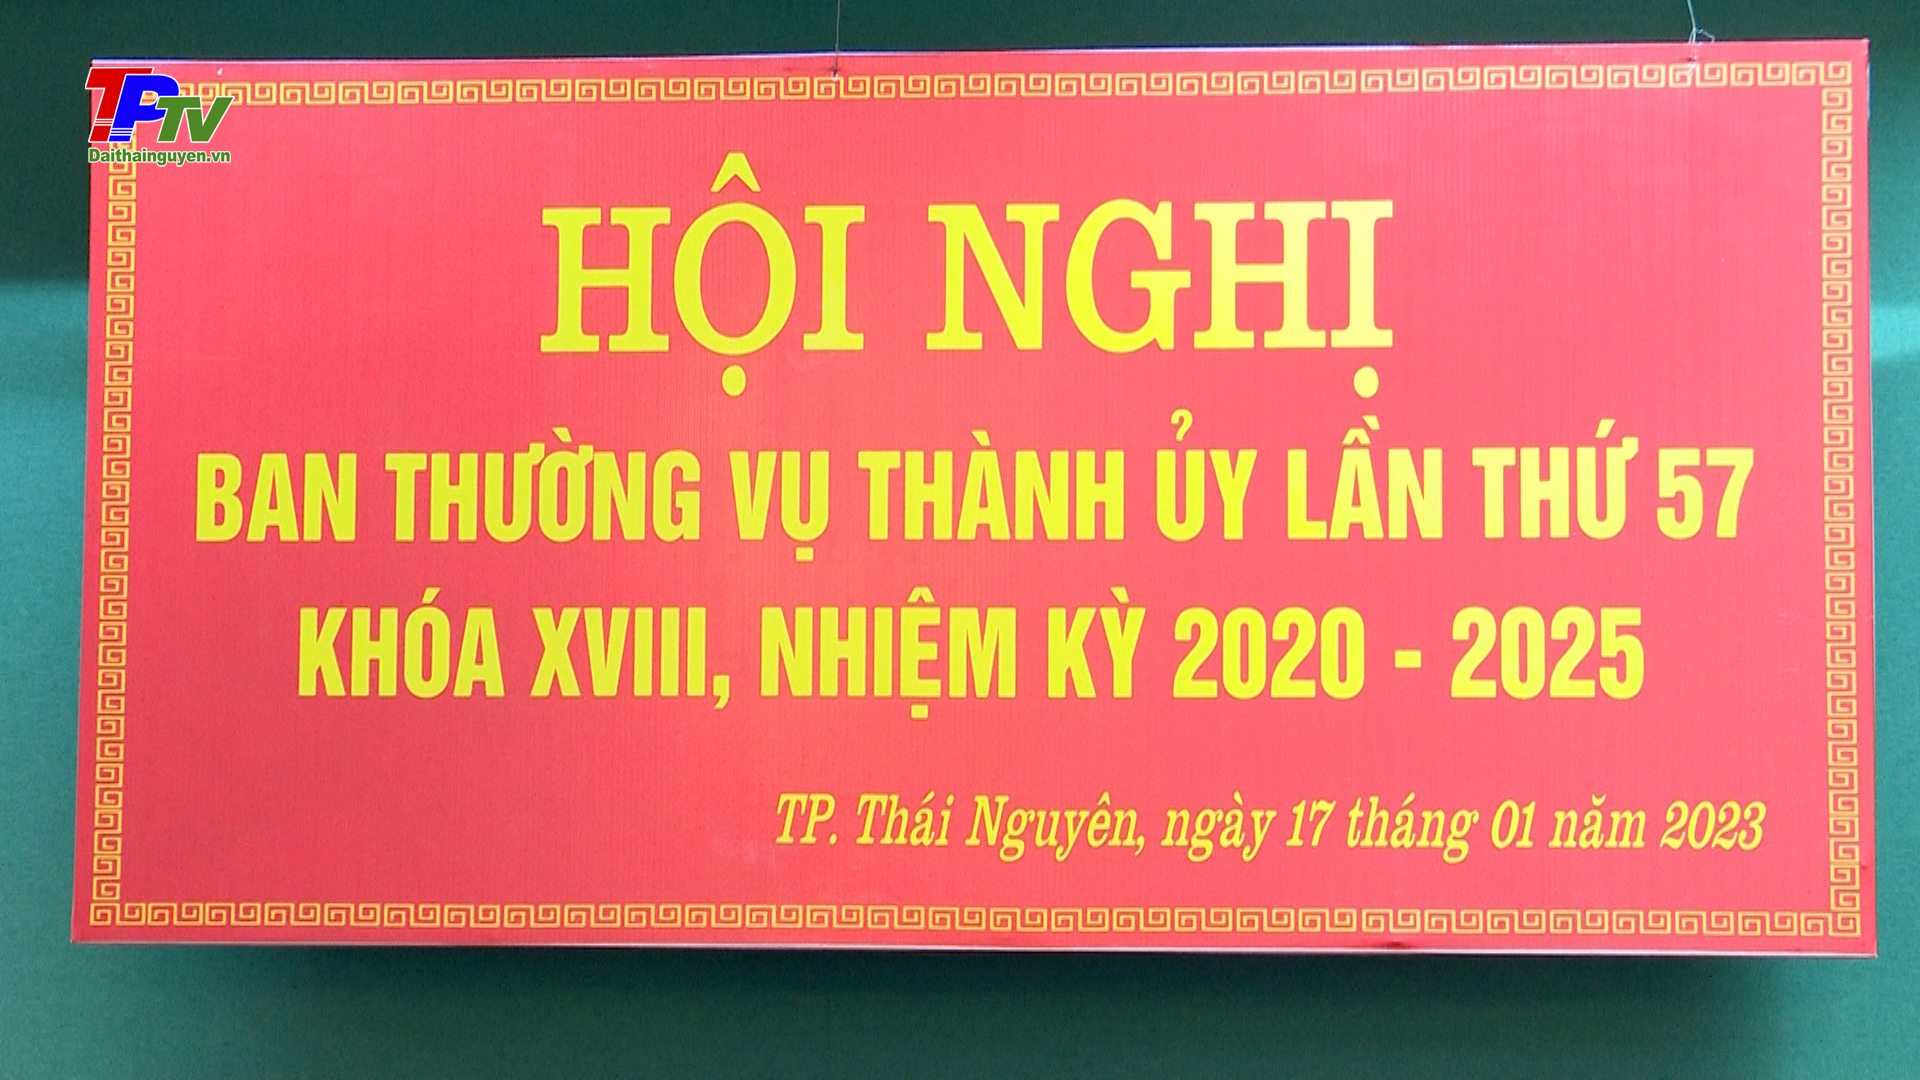 TPTV
Daithainguyen.vn
HỘI NGHỊ
BAN THƯỜNG VỤ THÀNH ỦY LẦN THỨ 57
KHÓA XVIII, NHIỆM KỲ 2020 - 2025
TP. Thái Nguyên, ngày 17 tháng 01 năm 2023